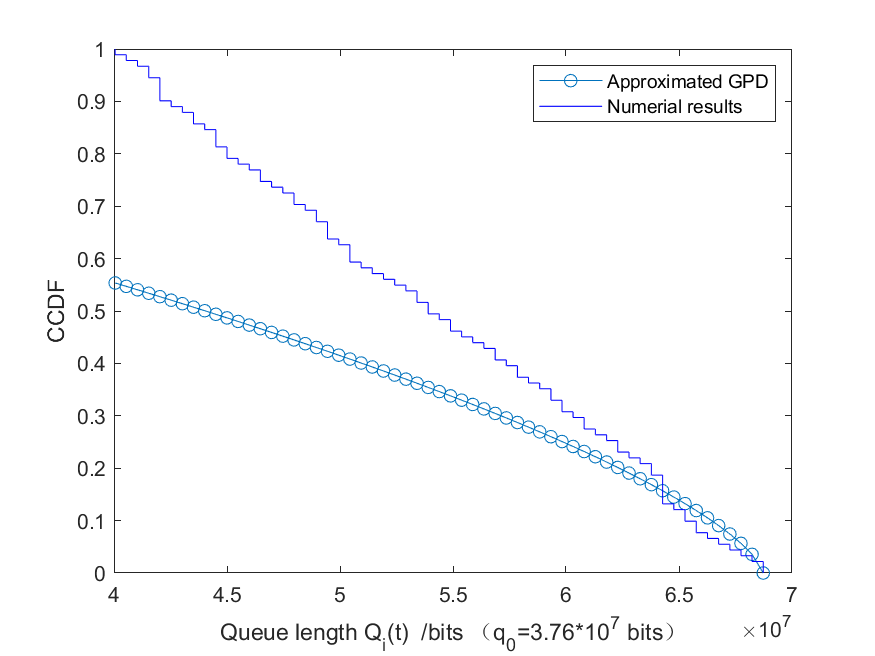 1
0.9
0.8
0.7
0.6
0.5
0.4
0.3
0.2
0.1
0
CCDF
Approximated GPD
Numerial results
4 4.5 5 5.5 6 6.5 7
×10^7
Queue length Q_i(t) /bits （q_0=3.76*10^7 bits）